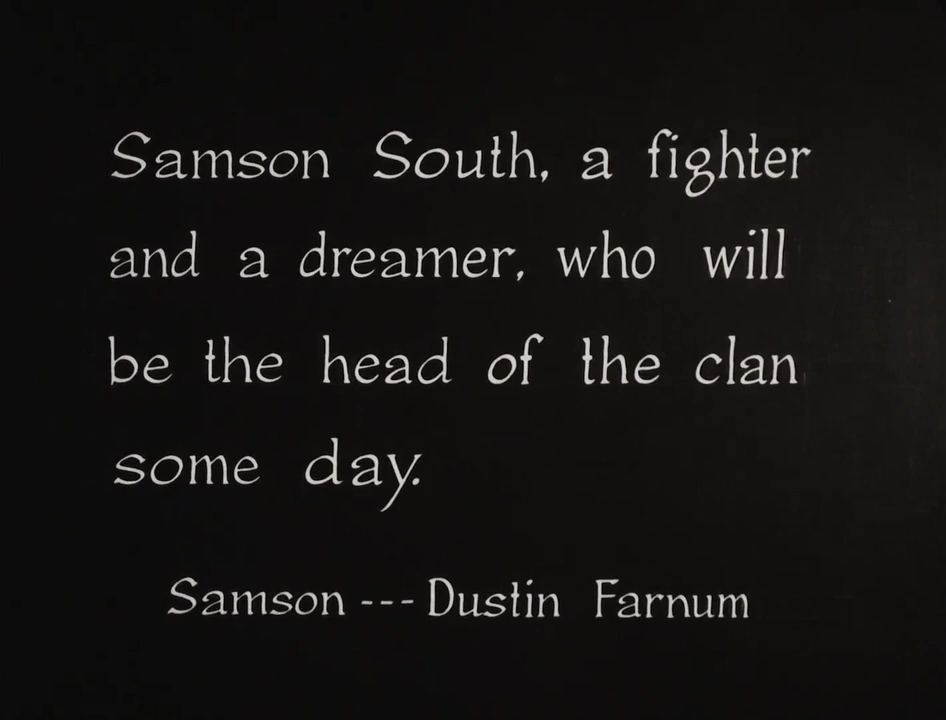 Samson South, a fighter
and a dreamer, who will
be the head of the clan
some day.
Samson --- Dustin Farnum